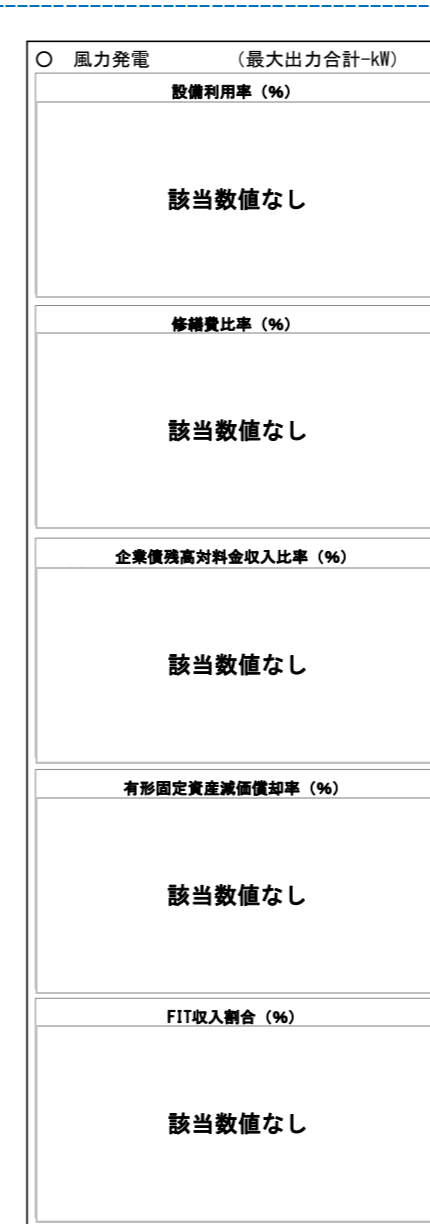 ○ 風力発電 （最大出力合計-kW）
設備利用率（%）
該当数値なし
修繕費比率（%）
該当数値なし
企業債残高対料金収入比率（%）
該当数値なし
有形固定資産減価償却率（%）
該当数値なし
FIT収入割合（%）
該当数値なし